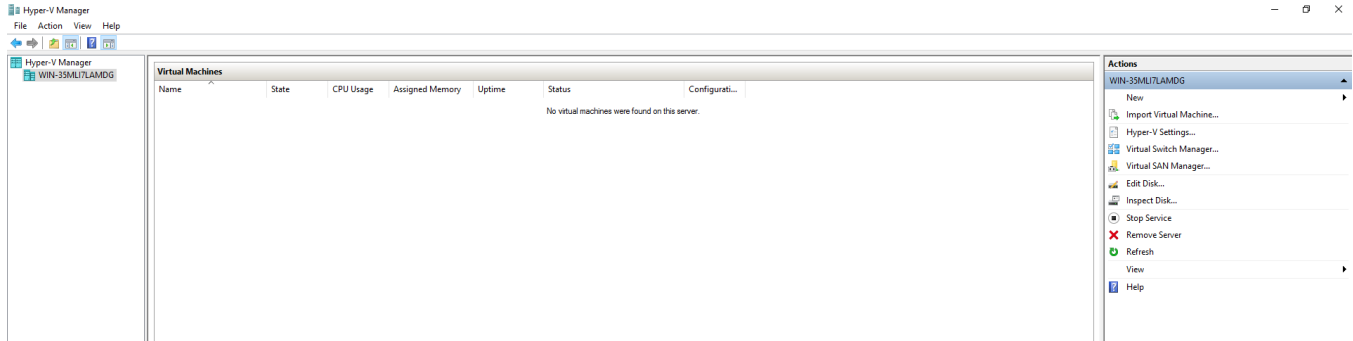 Hyper-V Manager
File Action View Help
Hyper-V Manager
WIN-35MLI7LAMDG
Virtual Machines
Name State CPU Usage Assigned Memory Uptime Status Configurati...
No virtual machines were found on this server.
Actions
WIN-35MLI7LAMDG
New
Import Virtual Machine...
Hyper-V Settings...
Virtual Switch Manager...
Virtual SAN Manager...
Edit Disk...
Inspect Disk...
Stop Service
Remove Server
Refresh
View
Help